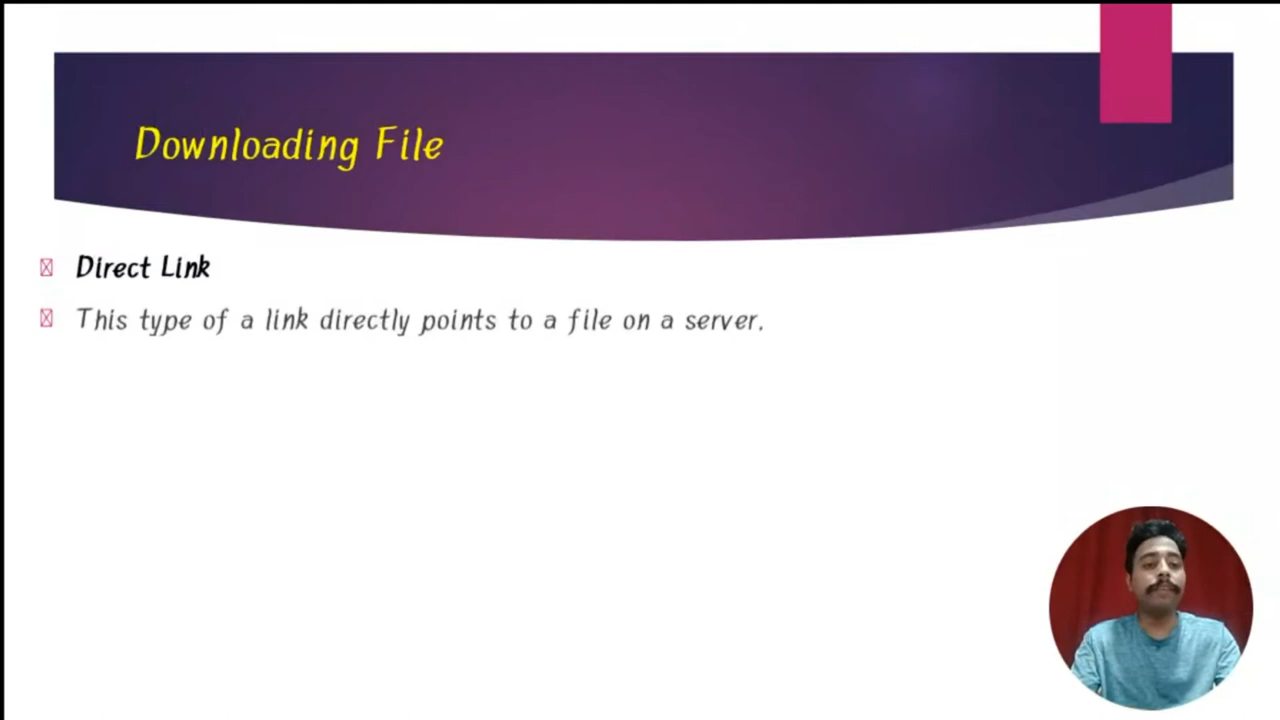 Downloading File
Direct Link
This type of a link directly points to a file on a server.